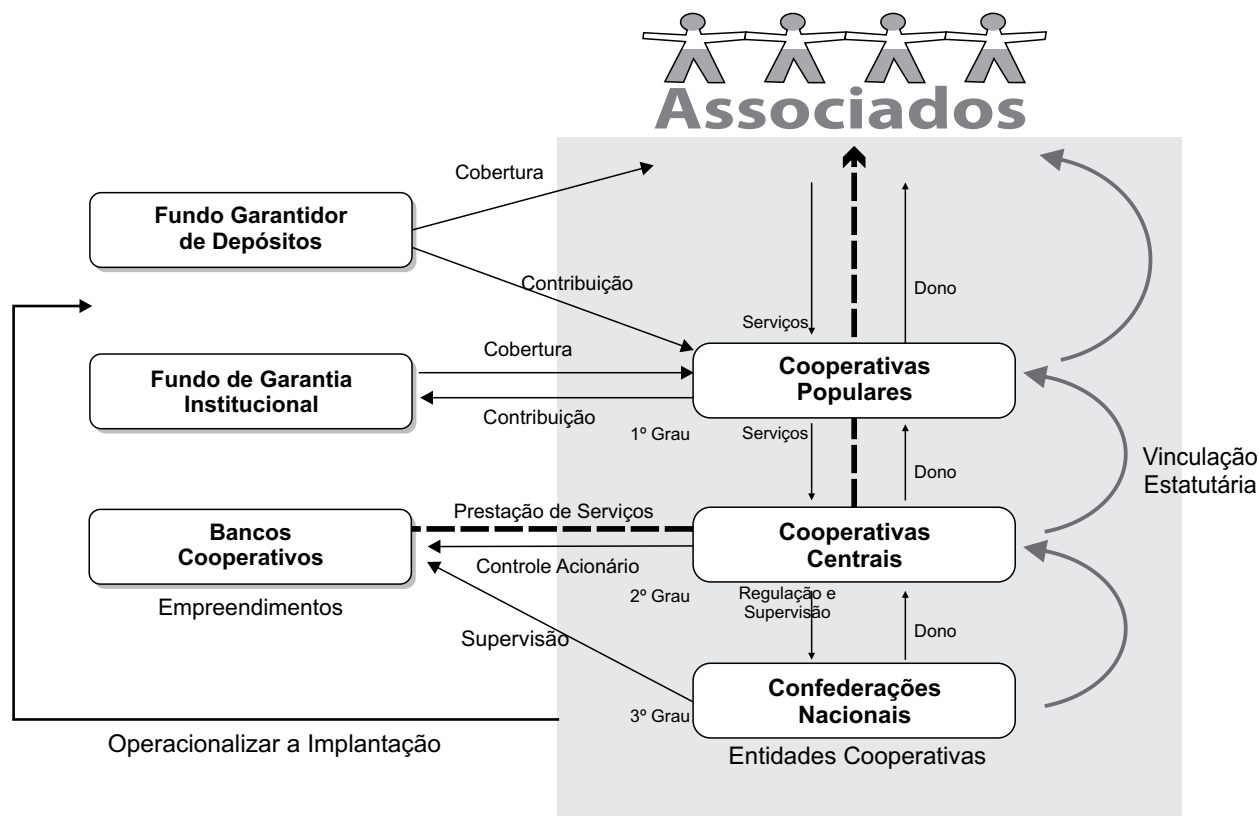 Associados
Cobertura
Fundo Garantidor
de Depósitos
Contribuição
Dono
Serviços
Cobertura
Fundo de Garantia
Institucional
Cooperativas
Populares
Contribuição
1º Grau
Serviços
Dono
Vinculação
Estatutária
Prestação de Serviços
Bancos
Cooperativos
Cooperativas
Centrais
Controle Acionário
Empreendimentos
2º Grau
Regulação e
Supervisão
Dono
Supervisão
Confederações
Nacionais
3º Grau
Operacionalizar a Implantação
Entidades Cooperativas